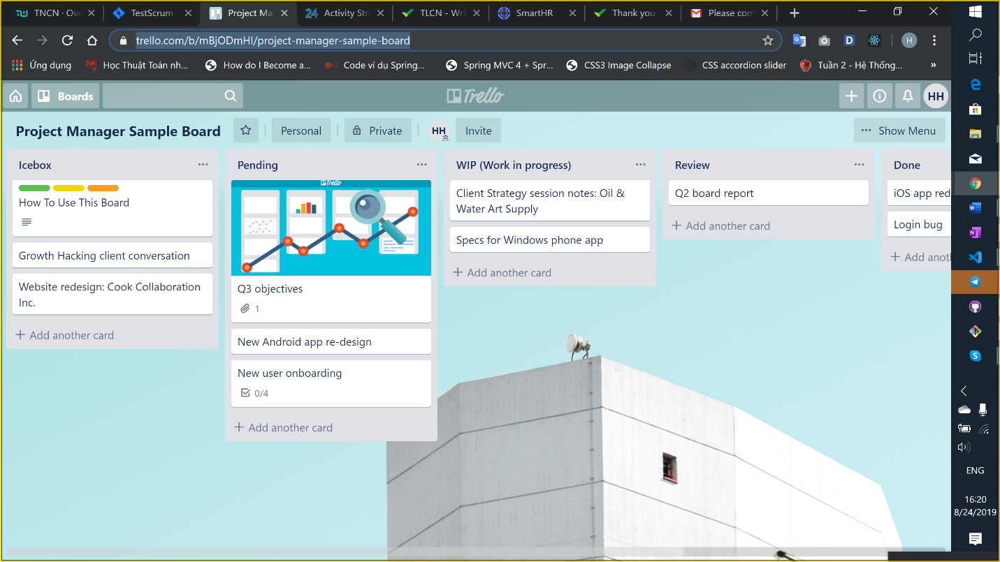 TNCN · Ove
TestScrum -
Project Mar
Activity Stre
TLCN - Writ
SmartHR
Thank you
Please com
trello.com/b/mBjODmHI/project-manager-sample-board
Ứng dụng
Học Thuật Toán nh...
How do I Become a...
Code ví dụ Spring...
Spring MVC 4 + Spr...
CSS3 Image Collapse
CSS accordion slider
Tuần 2 - Hệ Thống...
»
Boards
Trello
HH
Project Manager Sample Board
Personal
Private
HH
Invite
Show Menu
Icebox
How To Use This Board
Growth Hacking client conversation
Website redesign: Cook Collaboration
Inc.
+ Add another card
Pending
Trello
Q3 objectives
1
New Android app re-design
New user onboarding
0/4
+ Add another card
WIP (Work in progress)
Client Strategy session notes: Oil &
Water Art Supply
Specs for Windows phone app
+ Add another card
Review
Q2 board report
+ Add another card
Done
iOS app red
Login bug
+ Add anot
ENG
16:20
8/24/2019